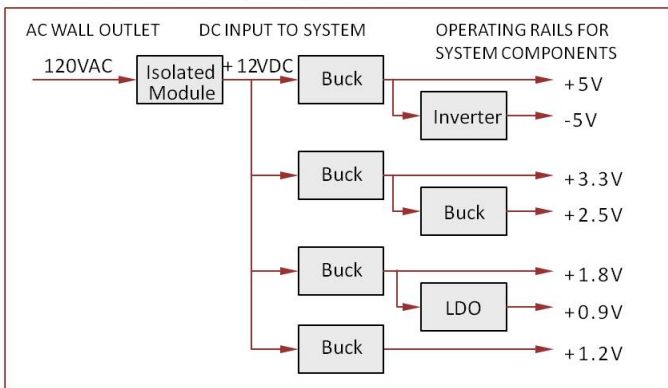 AC WALL OUTLET
DC INPUT TO SYSTEM
OPERATING RAILS FOR
SYSTEM COMPONENTS
120VAC
Isolated
Module
+12VDC
Buck
+5V
Inverter
-5V
Buck
+3.3V
Buck
+2.5V
Buck
+1.8V
LDO
+0.9V
Buck
+1.2V